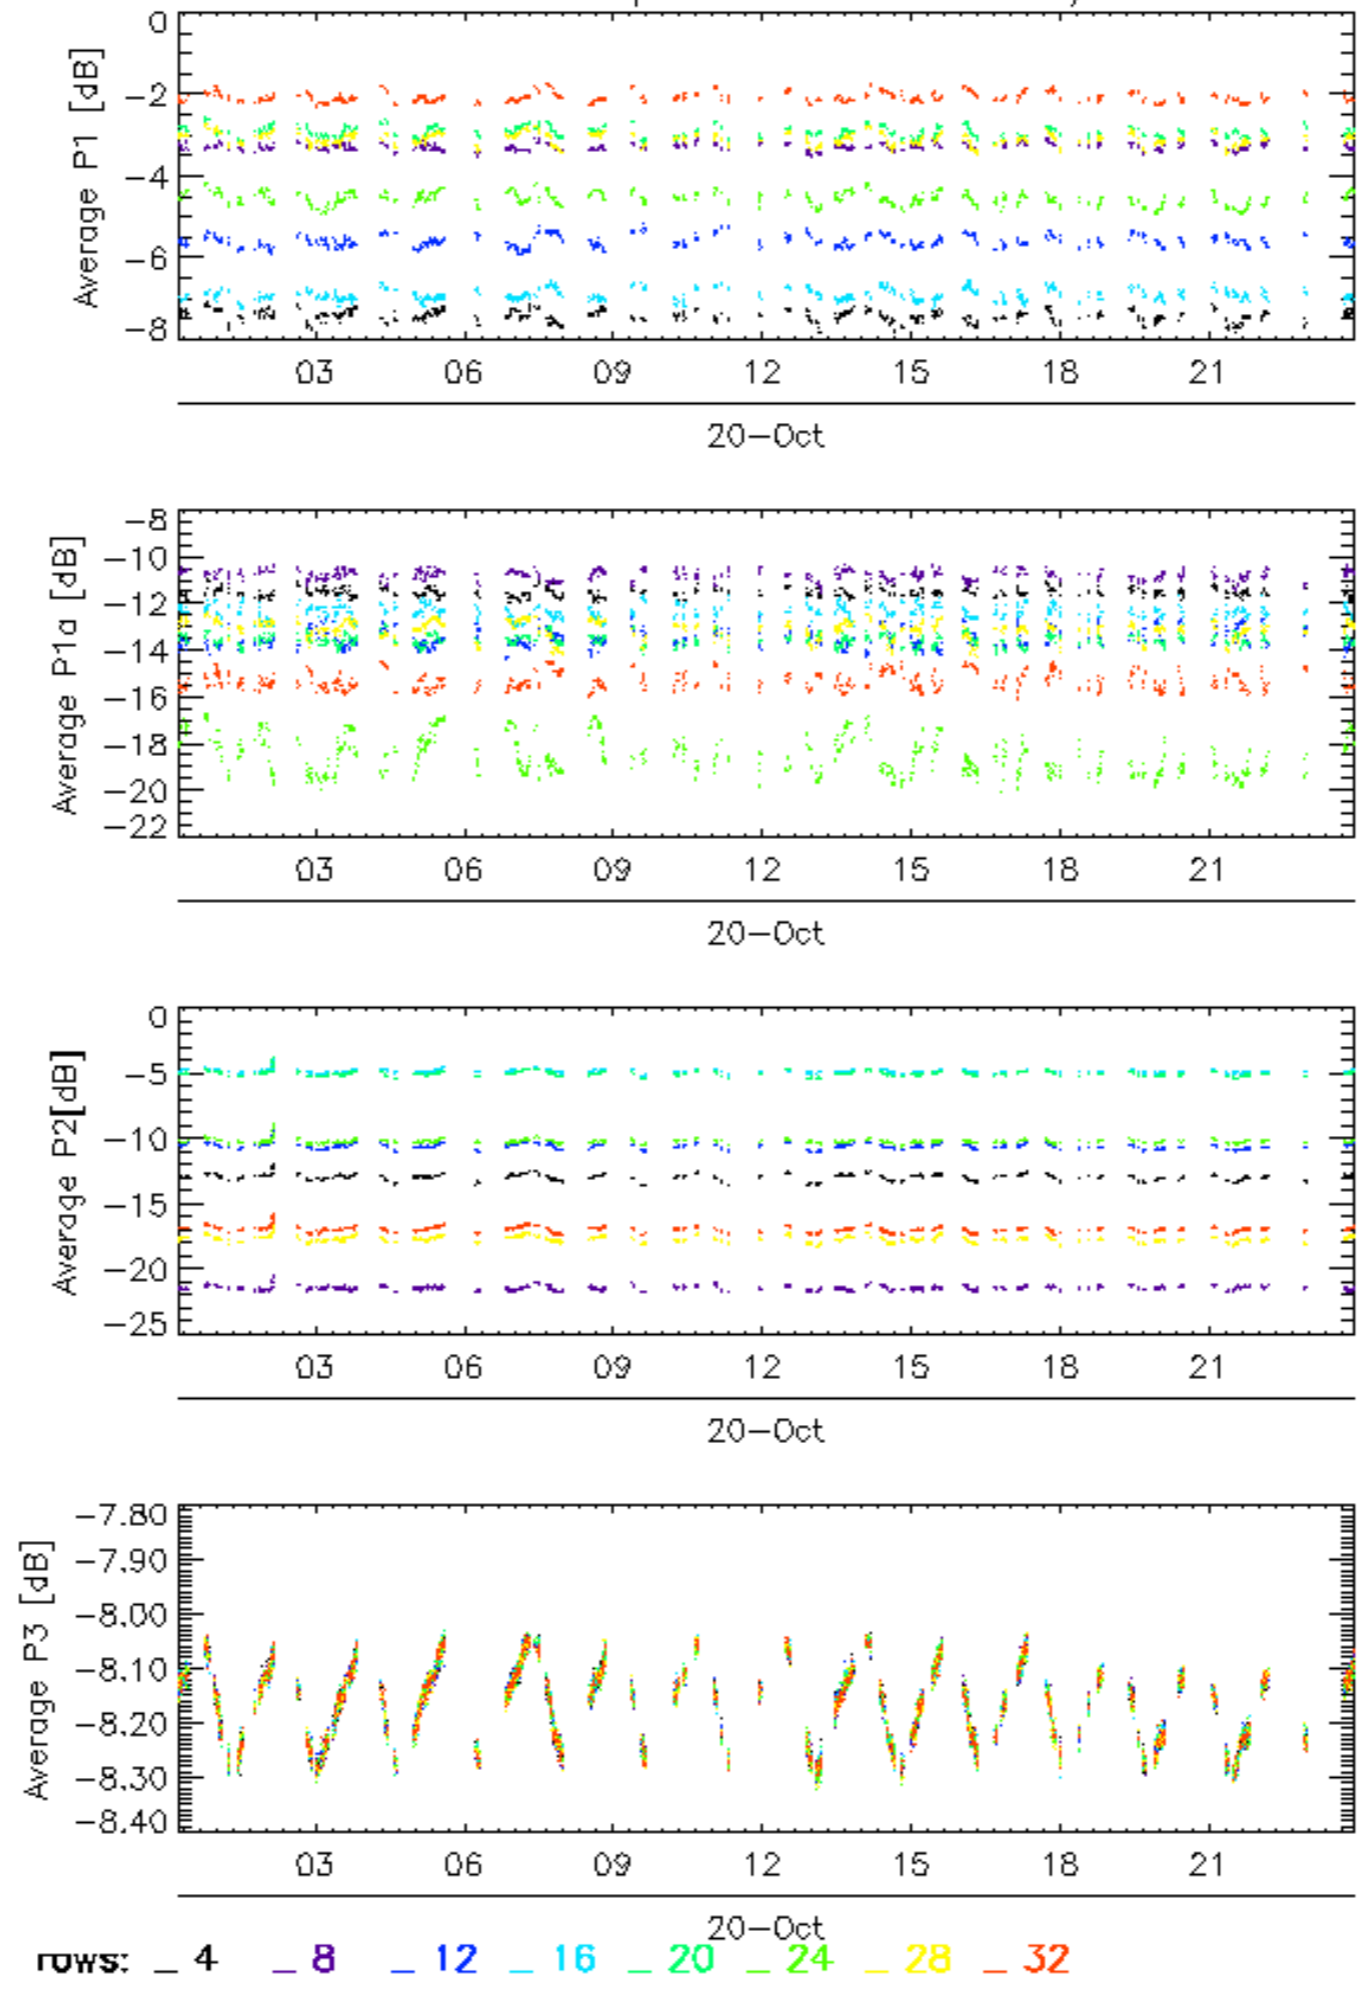 0
-2
-4
-6
-8
Average P1 [dB]
03 06 09 12 15 18 21
20-Oct
-8
-10
-12
-14
-16
-18
-20
-22
Average P1a [dB]
03 06 09 12 15 18 21
20-Oct
0
-5
-10
-15
-20
-25
Average P2[dB]
03 06 09 12 15 18 21
20-Oct
-7.80
-7.90
-8.00
-8.10
-8.20
-8.30
-8.40
Average P3 [dB]
03 06 09 12 15 18 21
20-Oct
rows: _ 4 _ 8 _ 12 _ 16 _ 20 _ 24 _ 28 _ 32